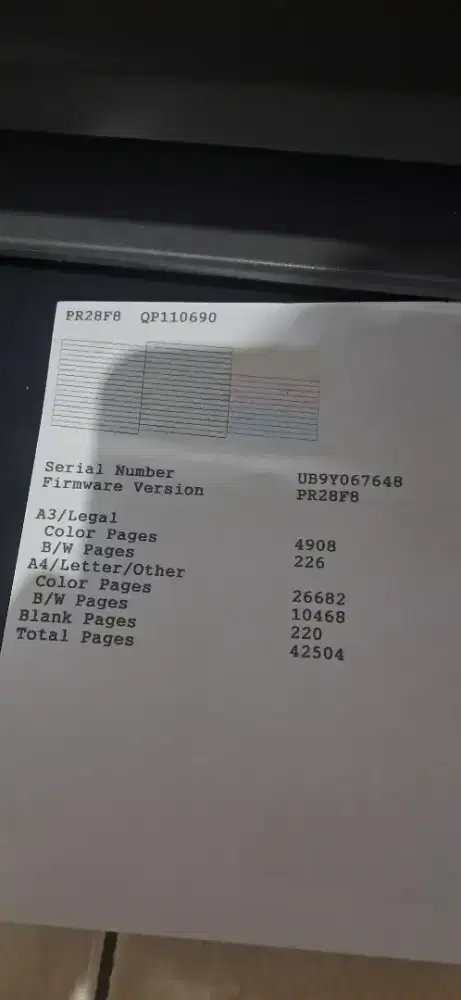 PR28F8 QP110690
Serial Number UB9Y067648
Firmware Version PR28F8
A3/Legal
Color Pages 4908
B/W Pages 226
A4/Letter/Other
Color Pages 26682
B/W Pages 10468
Blank Pages 220
Total Pages 42504